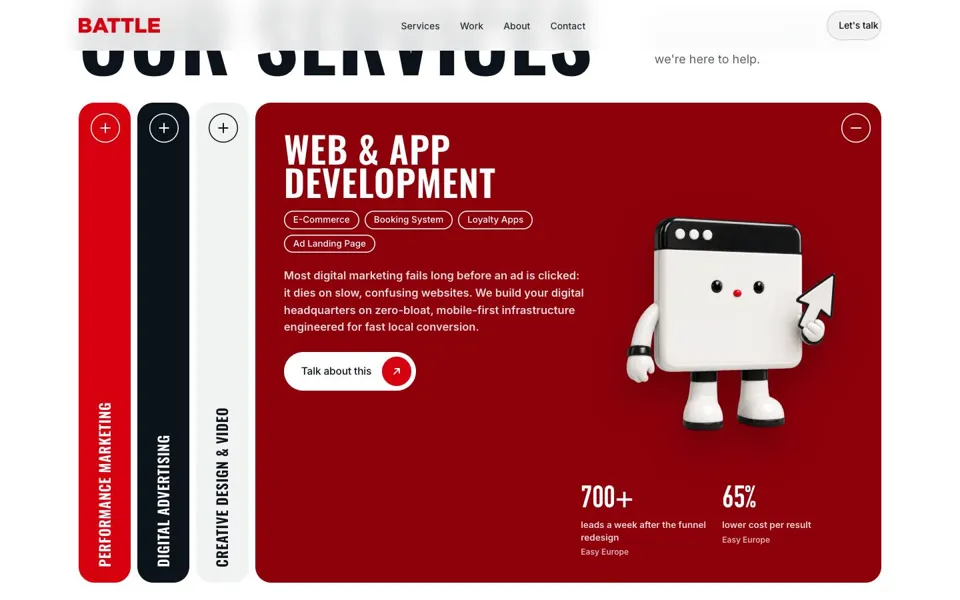 BATTLE
Services
Work
About
Contact
Let's talk
OUR SERVICES
we're here to help.
PERFORMANCE MARKETING
DIGITAL ADVERTISING
CREATIVE DESIGN & VIDEO
WEB & APP
DEVELOPMENT
E-Commerce
Booking System
Loyalty Apps
Ad Landing Page
Most digital marketing fails long before an ad is clicked:
it dies on slow, confusing websites. We build your digital
headquarters on zero-bloat, mobile-first infrastructure
engineered for fast local conversion.
Talk about this
700+
leads a week after the funnel
redesign
Easy Europe
65%
lower cost per result
Easy Europe